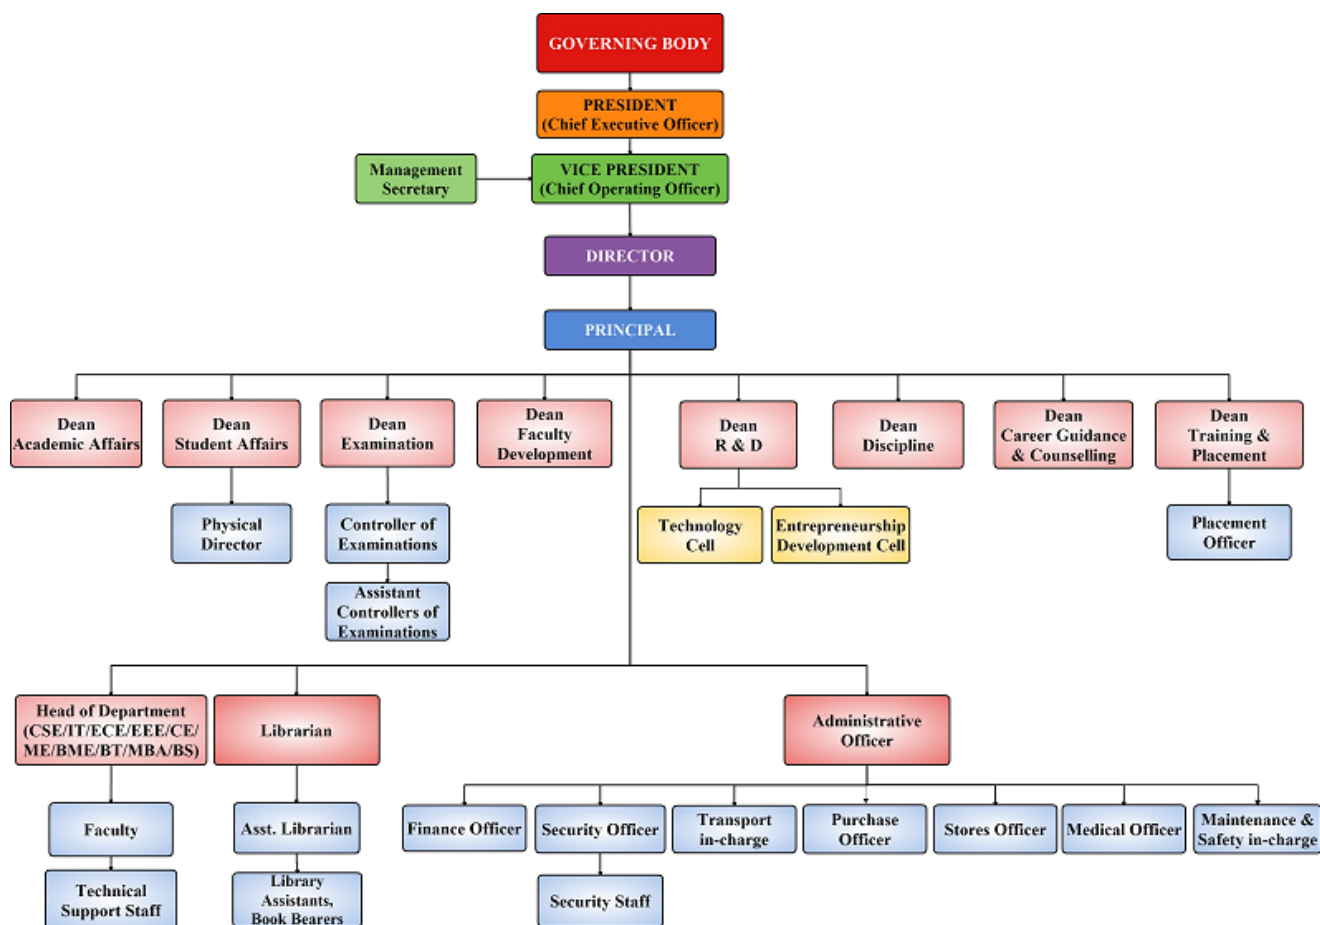 GOVERNING BODY
PRESIDENT
(Chief Executive Officer)
Management
Secretary
VICE PRESIDENT
(Chief Operating Officer)
DIRECTOR
PRINCIPAL
Dean
Academic Affairs
Dean
Student Affairs
Dean
Examination
Dean
Faculty
Development
Dean
R & D
Dean
Discipline
Dean
Career Guidance
& Counselling
Dean
Training &
Placement
Physical
Director
Controller of
Examinations
Technology
Cell
Entrepreneurship
Development Cell
Placement
Officer
Assistant
Controllers of
Examinations
Head of Department
(CSE/IT/ECE/EEE/CE/
ME/BME/BT/MBA/BS)
Librarian
Administrative
Officer
Faculty
Asst. Librarian
Finance Officer
Security Officer
Transport
in-charge
Purchase
Officer
Stores Officer
Medical Officer
Maintenance &
Safety in-charge
Technical
Support Staff
Library
Assistants,
Book Bearers
Security Staff